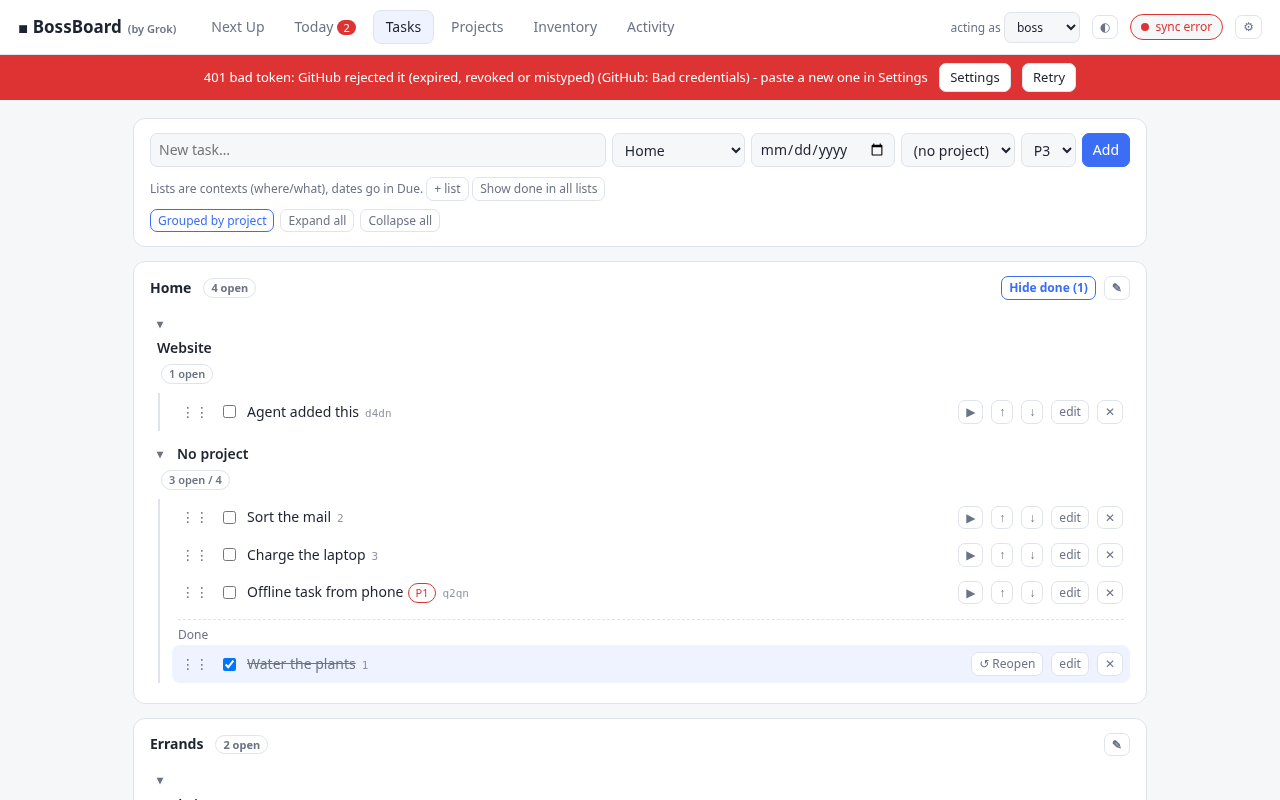 BossBoard (by Grok) Next Up Today 2 Tasks Projects Inventory Activity acting as boss sync error
401 bad token: GitHub rejected it (expired, revoked or mistyped) (GitHub: Bad credentials) - paste a new one in Settings Settings Retry
New task... Home mm/dd/yyyy (no project) P3 Add
Lists are contexts (where/what), dates go in Due. + list Show done in all lists
Grouped by project Expand all Collapse all
Home 4 open Hide done (1)
Website
1 open
Agent added this d4dn edit
No project
3 open / 4
Sort the mail 2 edit
Charge the laptop 3 edit
Offline task from phone P1 q2qn edit
Done
Water the plants 1 ↺ Reopen edit
Errands 2 open